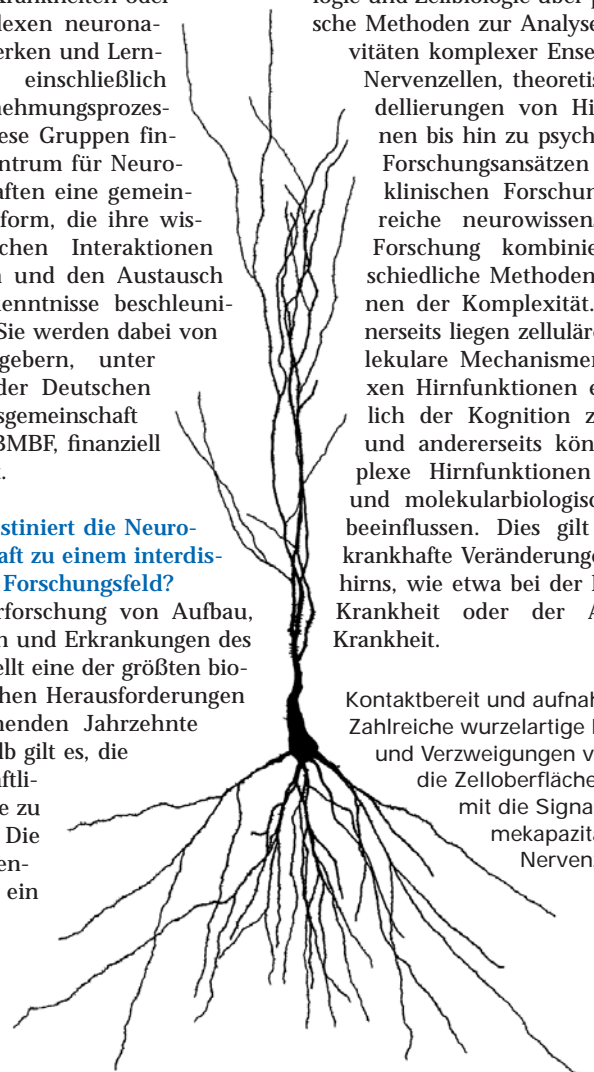 krankheiten oder
lexen neurona-
erken und Lern-
einschließlich
nehmungsprozes-
ese Gruppen fin-
ntrum für Neuro-
aften eine gemein-
form, die ihre wis-
chen Interaktionen
und den Austausch
enntnisse beschleuni-
Sie werden dabei von
gebern, unter
der Deutschen
sgemeinschaft
BMBF, finanziell
stiniert die Neuro-
aft zu einem interdis-
Forschungsfeld?
rforschung von Aufbau,
n und Erkrankungen des
ellt eine der größten bio-
chen Herausforderungen
menden Jahrzehnte
lb gilt es, die
ftli-
e zu
Die
en-
ein
logie und Zellbiologie über p
sche Methoden zur Analyse
vitäten komplexer Ense
Nervenzellen, theoretis
dellierungen von Hi
nen bis hin zu psych
Forschungsansätzen
klinischen Forschun
reiche neurowissen
Forschung kombinie
schiedliche Methoden
nen der Komplexität.
nerseits liegen zelluläre
lekulare Mechanismen
xen Hirnfunktionen e
lich der Kognition z
und andererseits kön
plexe Hirnfunktionen
und molekularbiologisc
beeinflussen. Dies gilt
krankhafte Veränderunge
hirns, wie etwa bei der
Krankheit oder der A
Krankheit.
Kontaktbereit und aufnah
Zahlreiche wurzelartige
und Verzweigungen v
die Zelloberfläche
mit die Signa
mekapazitä
Nervenz